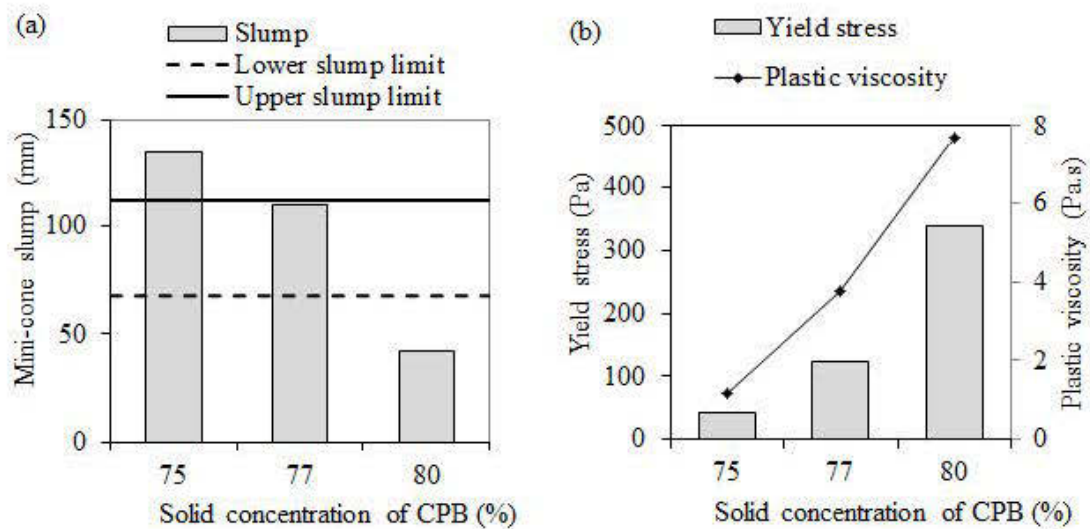 (a)
Slump
Lower slump limit
Upper slump limit
Mini-cone slump (mm)
150
100
50
0
75 77 80
Solid concentration of CPB (%)
(b)
Yield stress
Plastic viscosity
Yield stress (Pa)
500
400
300
200
100
0
8
6
4
2
0
Plastic viscosity (Pa.s)
75 77 80
Solid concentration of CPB (%)